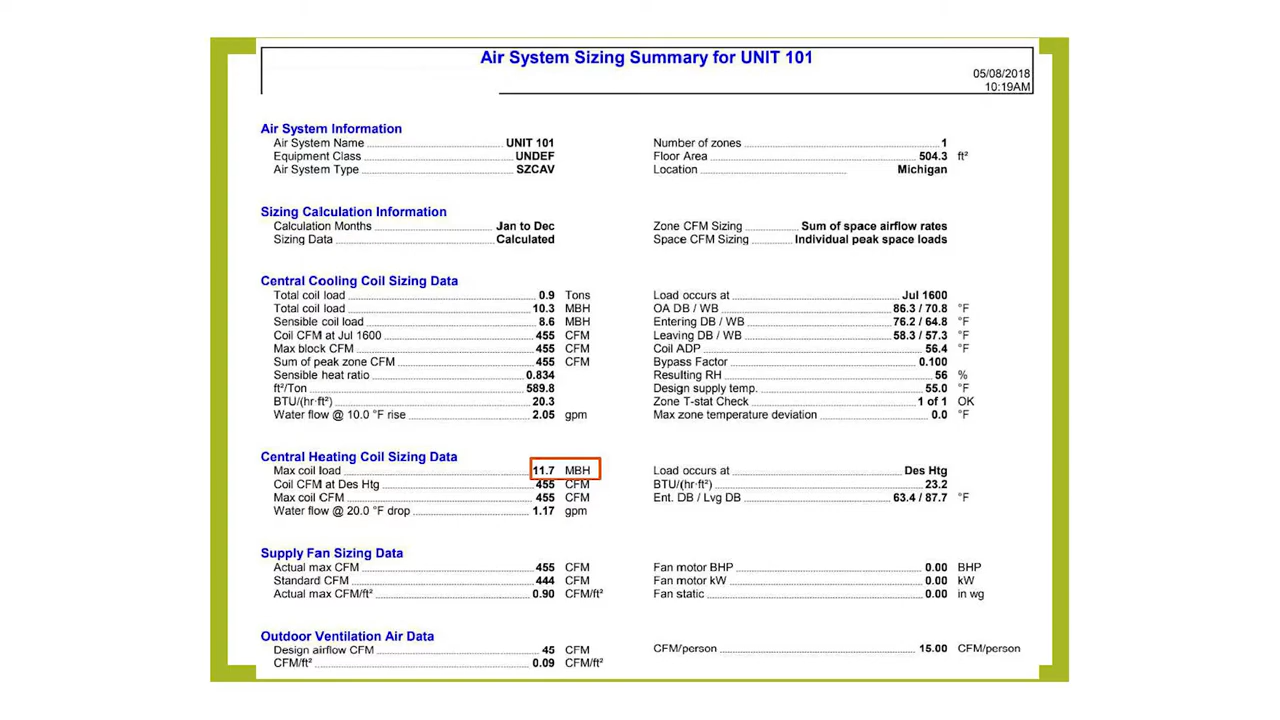 Air System Sizing Summary for UNIT 101
05/08/2018
10:19AM
Air System Information
Air System Name UNIT 101
Equipment Class UNDEF
Air System Type SZCAV
Number of zones 1
Floor Area 504.3 ft²
Location Michigan
Sizing Calculation Information
Calculation Months Jan to Dec
Sizing Data Calculated
Zone CFM Sizing Sum of space airflow rates
Space CFM Sizing Individual peak space loads
Central Cooling Coil Sizing Data
Total coil load 0.9 Tons
Total coil load 10.3 MBH
Sensible coil load 8.6 MBH
Coil CFM at Jul 1600 455 CFM
Max block CFM 455 CFM
Sum of peak zone CFM 455 CFM
Sensible heat ratio 0.834
ft²/Ton 589.8
BTU/(hr·ft²) 20.3
Water flow @ 10.0 °F rise 2.05 gpm
Load occurs at Jul 1600
OA DB / WB 86.3 / 70.8 °F
Entering DB / WB 76.2 / 64.8 °F
Leaving DB / WB 58.3 / 57.3 °F
Coil ADP 56.4 °F
Bypass Factor 0.100
Resulting RH 56 %
Design supply temp. 55.0 °F
Zone T-stat Check 1 of 1 OK
Max zone temperature deviation 0.0 °F
Central Heating Coil Sizing Data
Max coil load 11.7 MBH
Coil CFM at Des Htg 455 CFM
Max coil CFM 455 CFM
Water flow @ 20.0 °F drop 1.17 gpm
Load occurs at Des Htg
BTU/(hr·ft²) 23.2
Ent. DB / Lvg DB 63.4 / 87.7 °F
Supply Fan Sizing Data
Actual max CFM 455 CFM
Standard CFM 444 CFM
Actual max CFM/ft² 0.90 CFM/ft²
Fan motor BHP 0.00 BHP
Fan motor kW 0.00 kW
Fan static 0.00 in wg
Outdoor Ventilation Air Data
Design airflow CFM 45 CFM
CFM/ft² 0.09 CFM/ft²
CFM/person 15.00 CFM/person